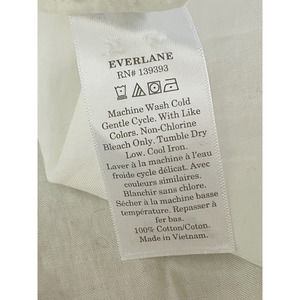 EVERLANE
RN# 139393
Machine Wash Cold
Gentle Cycle. With Like
Colors. Non-Chlorine
Bleach Only. Tumble Dry
Low. Cool Iron.
Laver à la machine à l'eau
froide cycle délicat. Avec
couleurs similaires.
Blanchir sans chlore.
Sécher à la machine basse
température. Repasser à
fer bas.
100% Cotton/Coton.
Made in Vietnam.